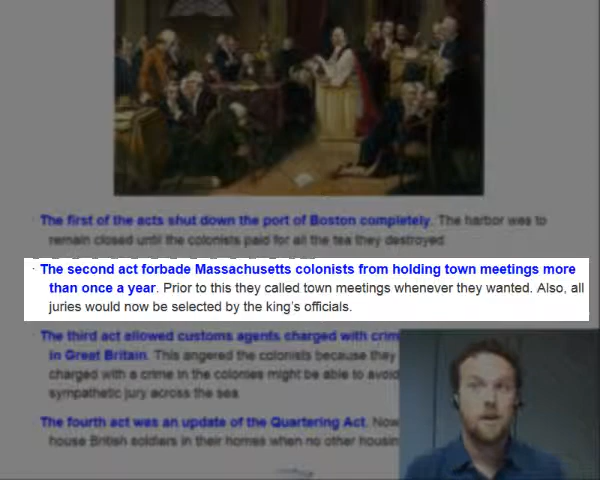 The first of the acts shut down the port of Boston completely. The harbor was to
remain closed until the colonists paid for all the tea they destroyed
The second act forbade Massachusetts colonists from holding town meetings more
than once a year. Prior to this they called town meetings whenever they wanted. Also, all
juries would now be selected by the king's officials.
The third act allowed customs agents charged with crim
in Great Britain. This angered the colonists because they
charged with a crime in the colonies might be able to avoid
sympathetic jury across the sea
The fourth act was an update of the Quartering Act. Now
house British soldiers in their homes when no other housin